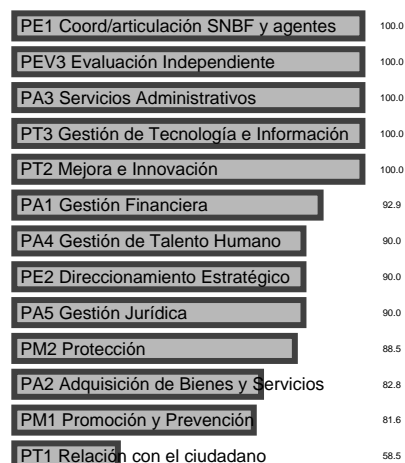 PE1 Coord/articulación SNBF y agentes 100.0
PEV3 Evaluación Independiente 100.0
PA3 Servicios Administrativos 100.0
PT3 Gestión de Tecnología e Información 100.0
PT2 Mejora e Innovación 100.0
PA1 Gestión Financiera 92.9
PA4 Gestión de Talento Humano 90.0
PE2 Direccionamiento Estratégico 90.0
PA5 Gestión Jurídica 90.0
PM2 Protección 88.5
PA2 Adquisición de Bienes y Servicios 82.8
PM1 Promoción y Prevención 81.6
PT1 Relación con el ciudadano 58.5